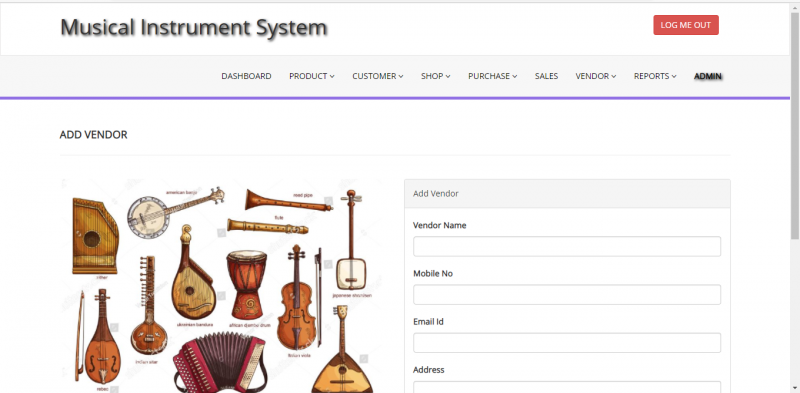 Musical Instrument System
LOG ME OUT
DASHBOARD PRODUCT CUSTOMER SHOP PURCHASE SALES VENDOR REPORTS ADMIN
ADD VENDOR
american banjo
reed pipe
flute
zither
japanese shamisen
ukrainian bandura
african djembe drum
indian sitar
italian viola
rebec
Add Vendor
Vendor Name
Mobile No
Email Id
Address